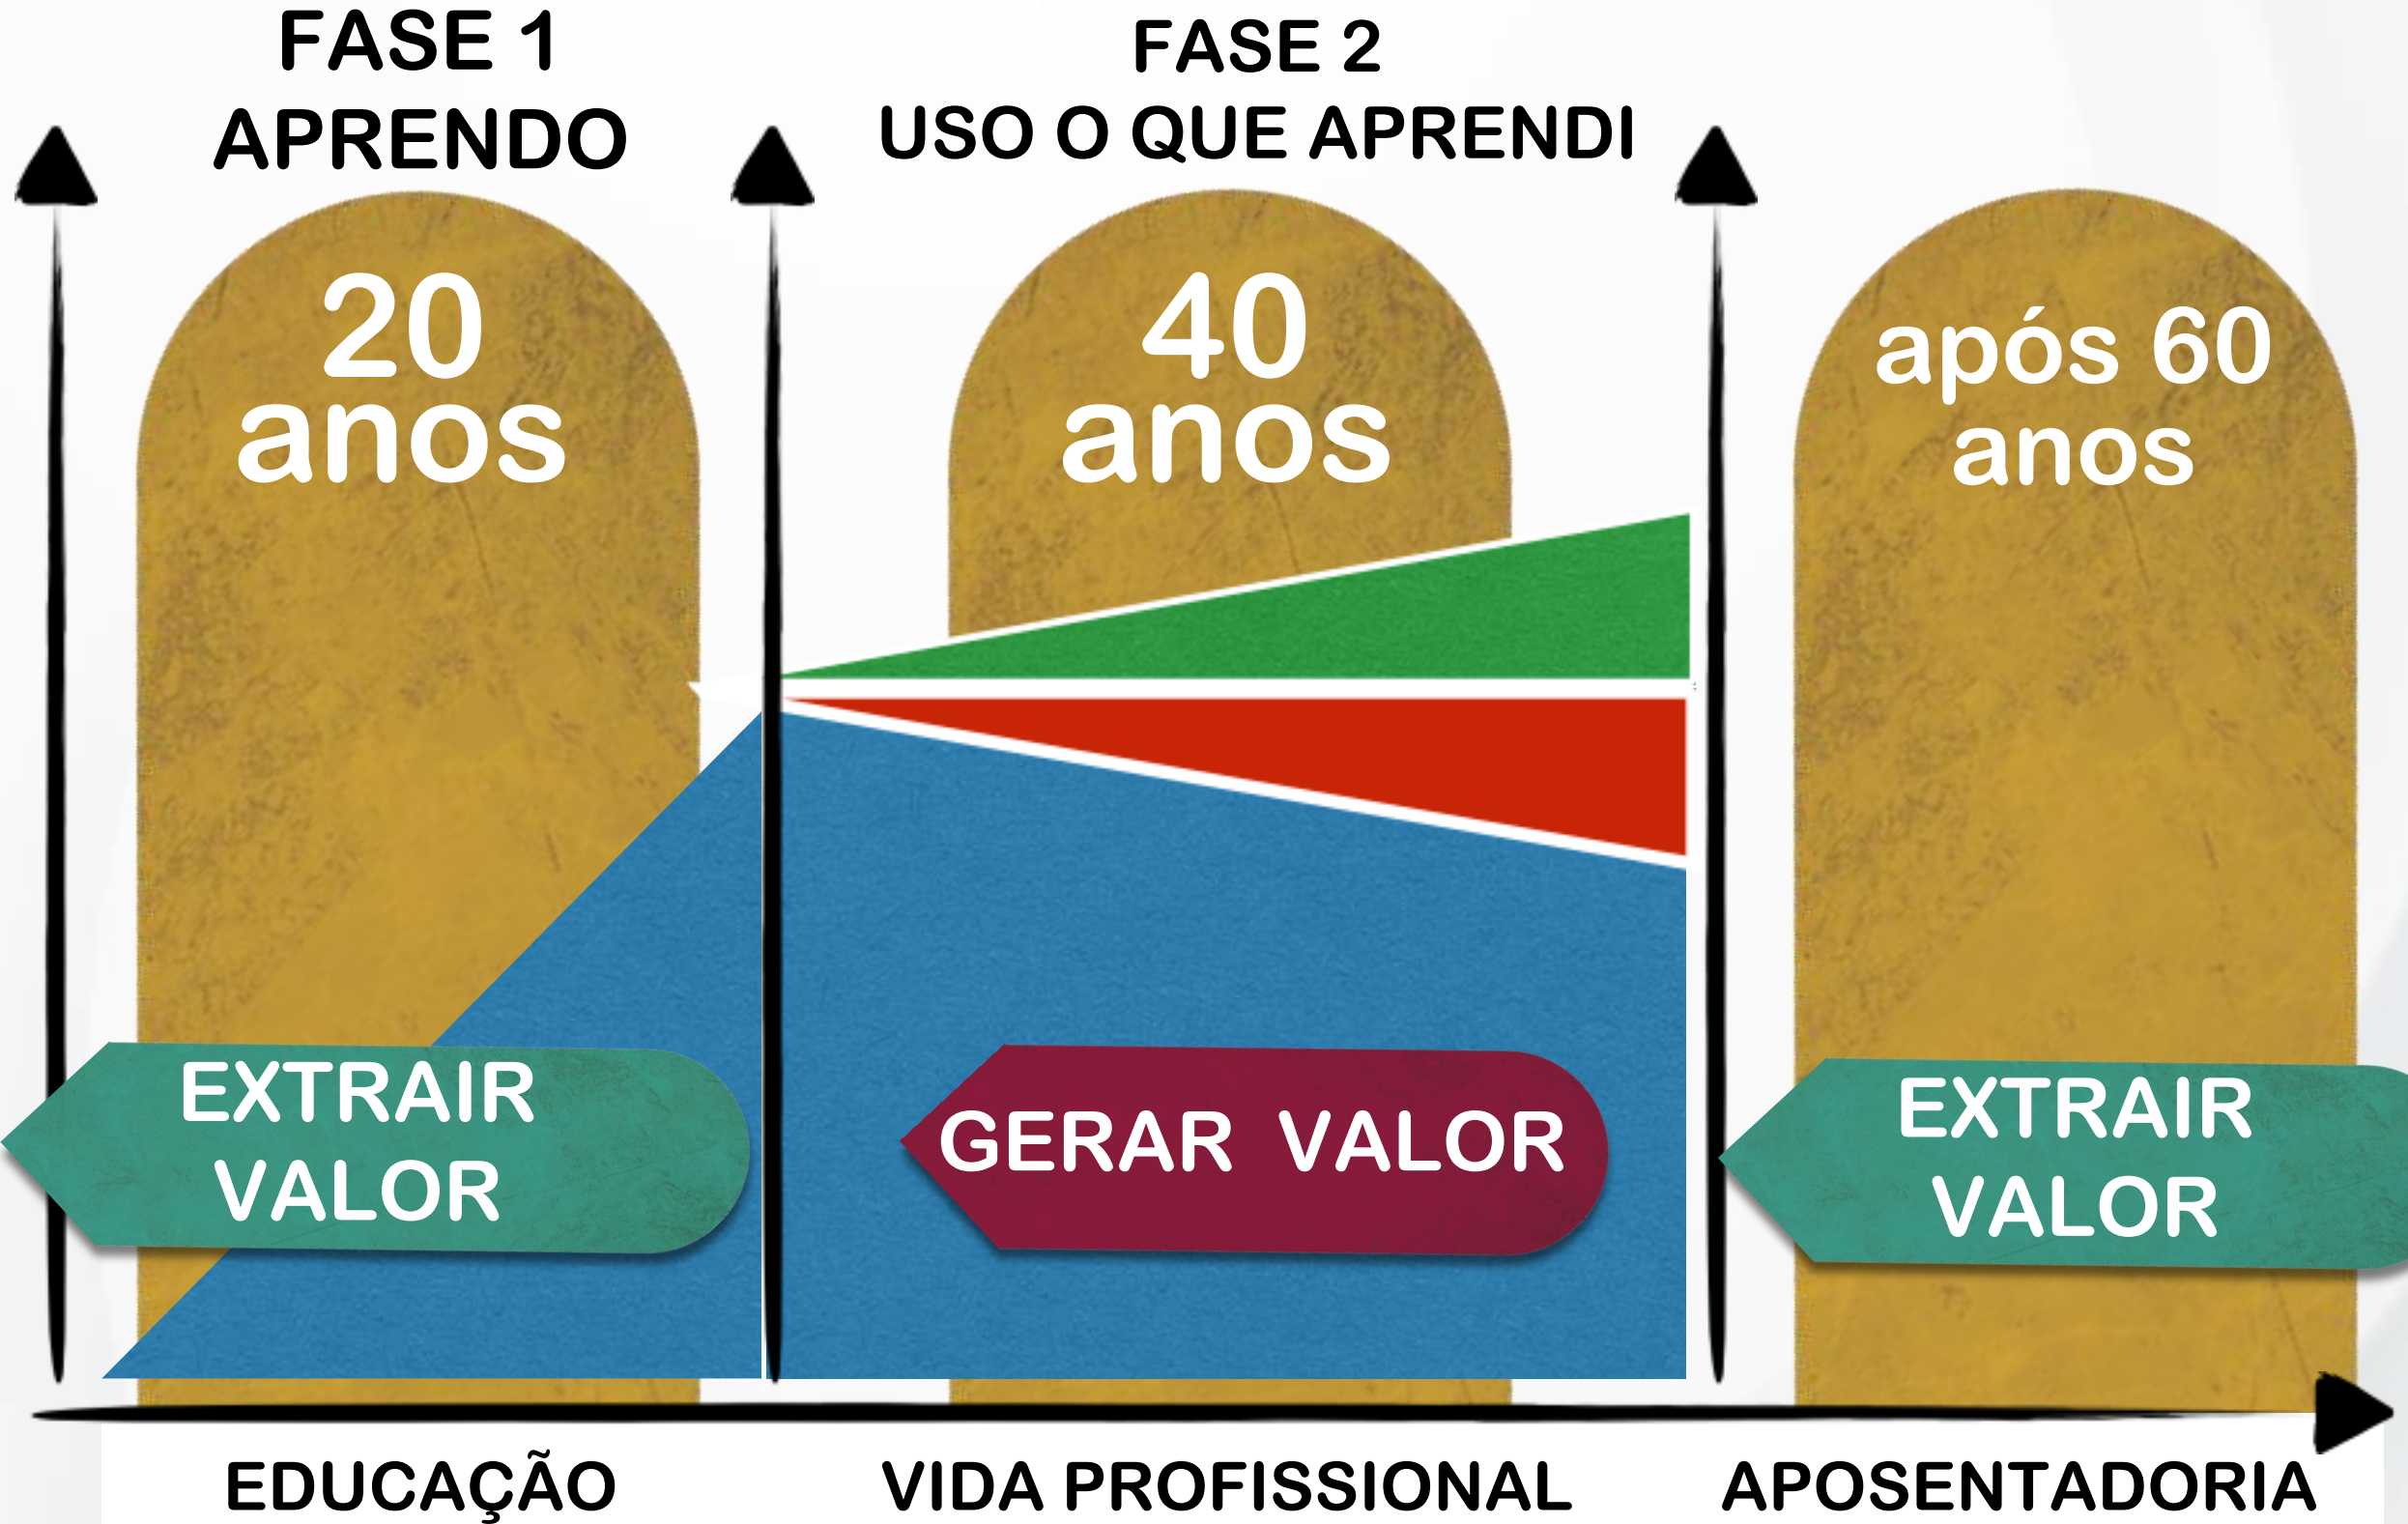 FASE 1
APRENDO
FASE 2
USO O QUE APRENDI
20
anos
40
anos
após 60
anos
EXTRAIR
VALOR
GERAR VALOR
EXTRAIR
VALOR
EDUCAÇÃO
VIDA PROFISSIONAL
APOSENTADORIA